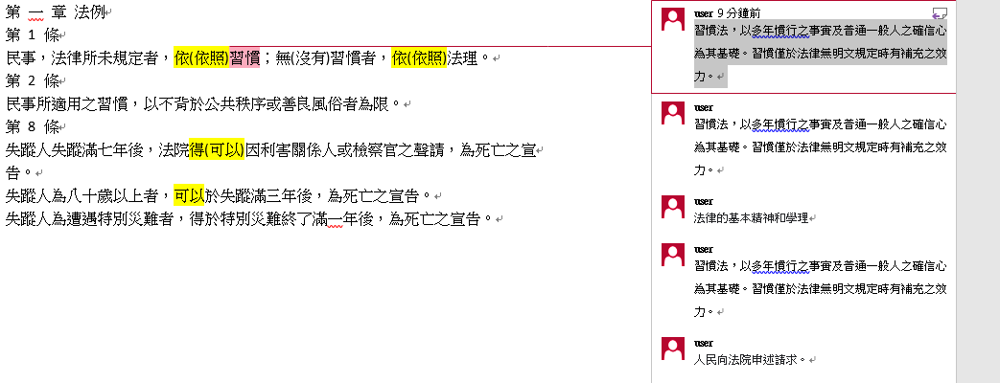 第 一 章 法例
第 1 條
民事，法律所未規定者，依(依照)習慣；無(沒有)習慣者，依(依照)法理。
第 2 條
民事所適用之習慣，以不背於公共秩序或善良風俗者為限。
第 8 條
失蹤人失蹤滿七年後，法院得(可以)因利害關係人或檢察官之聲請，為死亡之宣
告。
失蹤人為八十歲以上者，可以於失蹤滿三年後，為死亡之宣告。
失蹤人為遭遇特別災難者，得於特別災難終了滿一年後，為死亡之宣告。
user 9 分鐘前
習慣法，以多年慣行之事實及普通一般人之確信心
為其基礎。習慣僅於法律無明文規定時有補充之效
力。
user
習慣法，以多年慣行之事實及普通一般人之確信心
為其基礎。習慣僅於法律無明文規定時有補充之效
力。
user
法律的基本精神和學理
user
習慣法，以多年慣行之事實及普通一般人之確信心
為其基礎。習慣僅於法律無明文規定時有補充之效
力。
user
人民向法院申述請求。